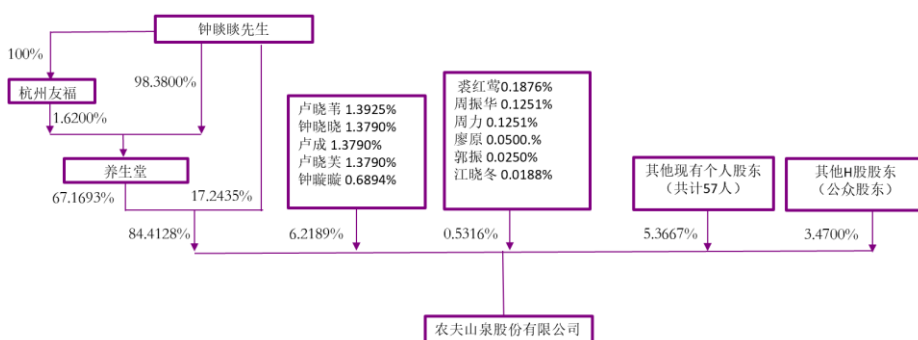 钟睒睒先生
100%
98.3800%
杭州友福
1.6200%
养生堂
67.1693%
17.2435%
84.4128%
卢晓苇 1.3925%
钟晓晓 1.3790%
卢成 1.3790%
卢晓芙 1.3790%
钟璇璇 0.6894%
6.2189%
裘红莺0.1876%
周振华0.1251%
周力 0.1251%
廖原 0.0500.%
郭振 0.0250%
江晓冬 0.0188%
0.5316%
其他现有个人股东
(共计57人)
5.3667%
其他H股股东
(公众股东)
3.4700%
农夫山泉股份有限公司